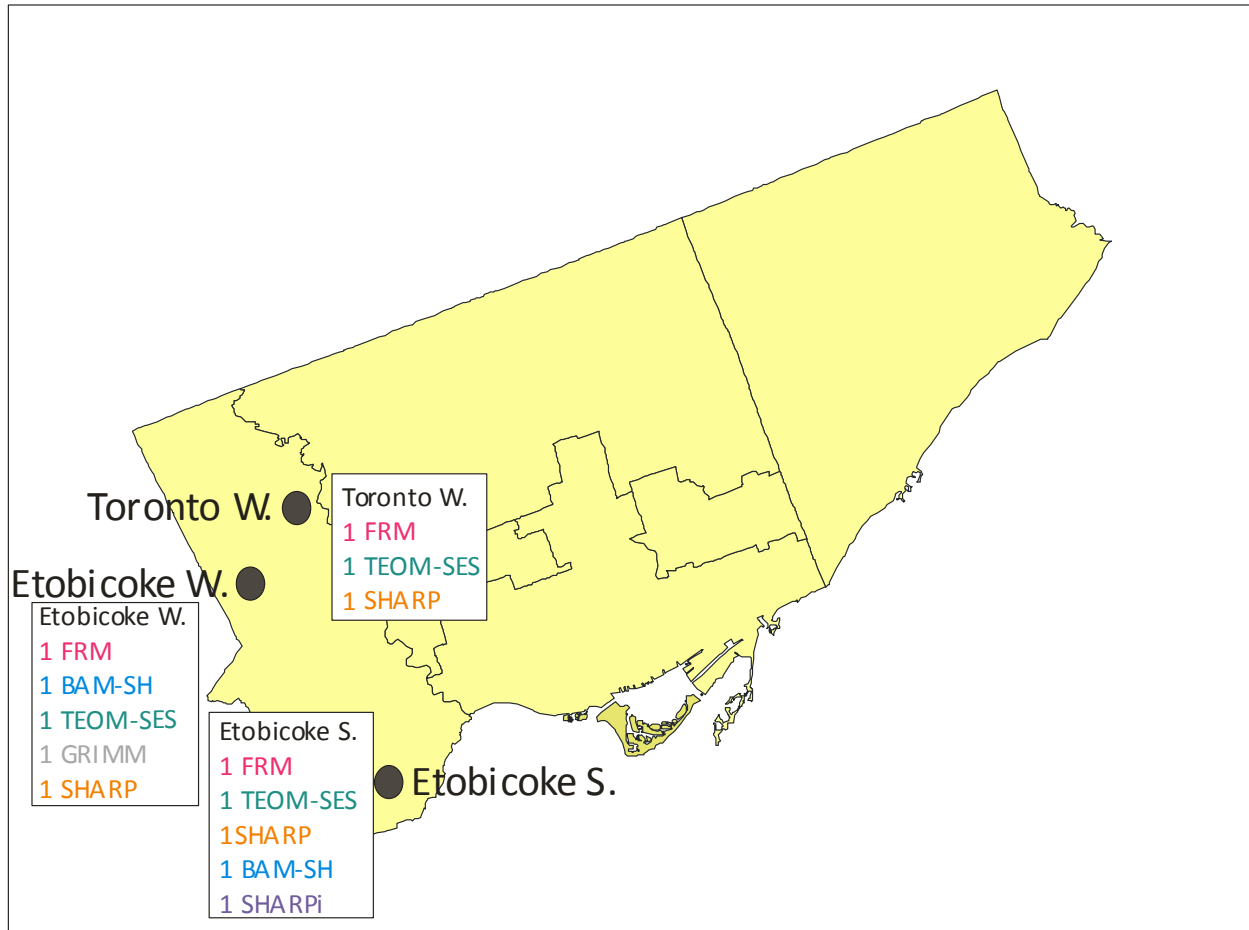 Toronto W.
Toronto W.
1 FRM
1 TEOM-SES
1 SHARP
Etobicoke W.
Etobicoke W.
1 FRM
1 BAM-SH
1 TEOM-SES
1 GRIMM
1 SHARP
Etobicoke S.
1 FRM
1 TEOM-SES
1SHARP
1 BAM-SH
1 SHARPi
Etobicoke S.